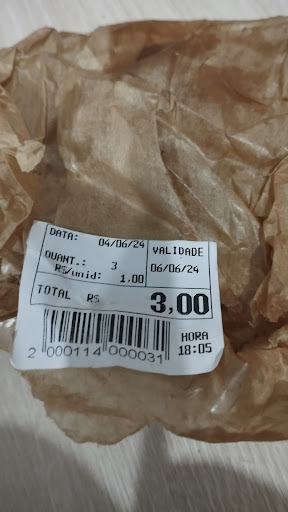 DATA: 04/06/24 VALIDADE
QUANT.: 3
R$/unid: 1,00 06/06/24
TOTAL R$ 3,00
HORA
18:05
2 000114 000031